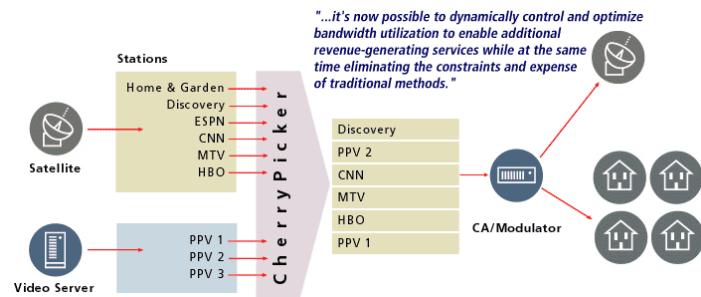 "...it's now possible to dynamically control and optimize
bandwidth utilization to enable additional
revenue-generating services while at the same
time eliminating the constraints and expense
of traditional methods."
Stations
Home & Garden
Discovery
ESPN
CNN
MTV
HBO
Satellite
PPV 1
PPV 2
PPV 3
Video Server
CherryPicker
Discovery
PPV 2
CNN
MTV
HBO
PPV 1
CA/Modulator